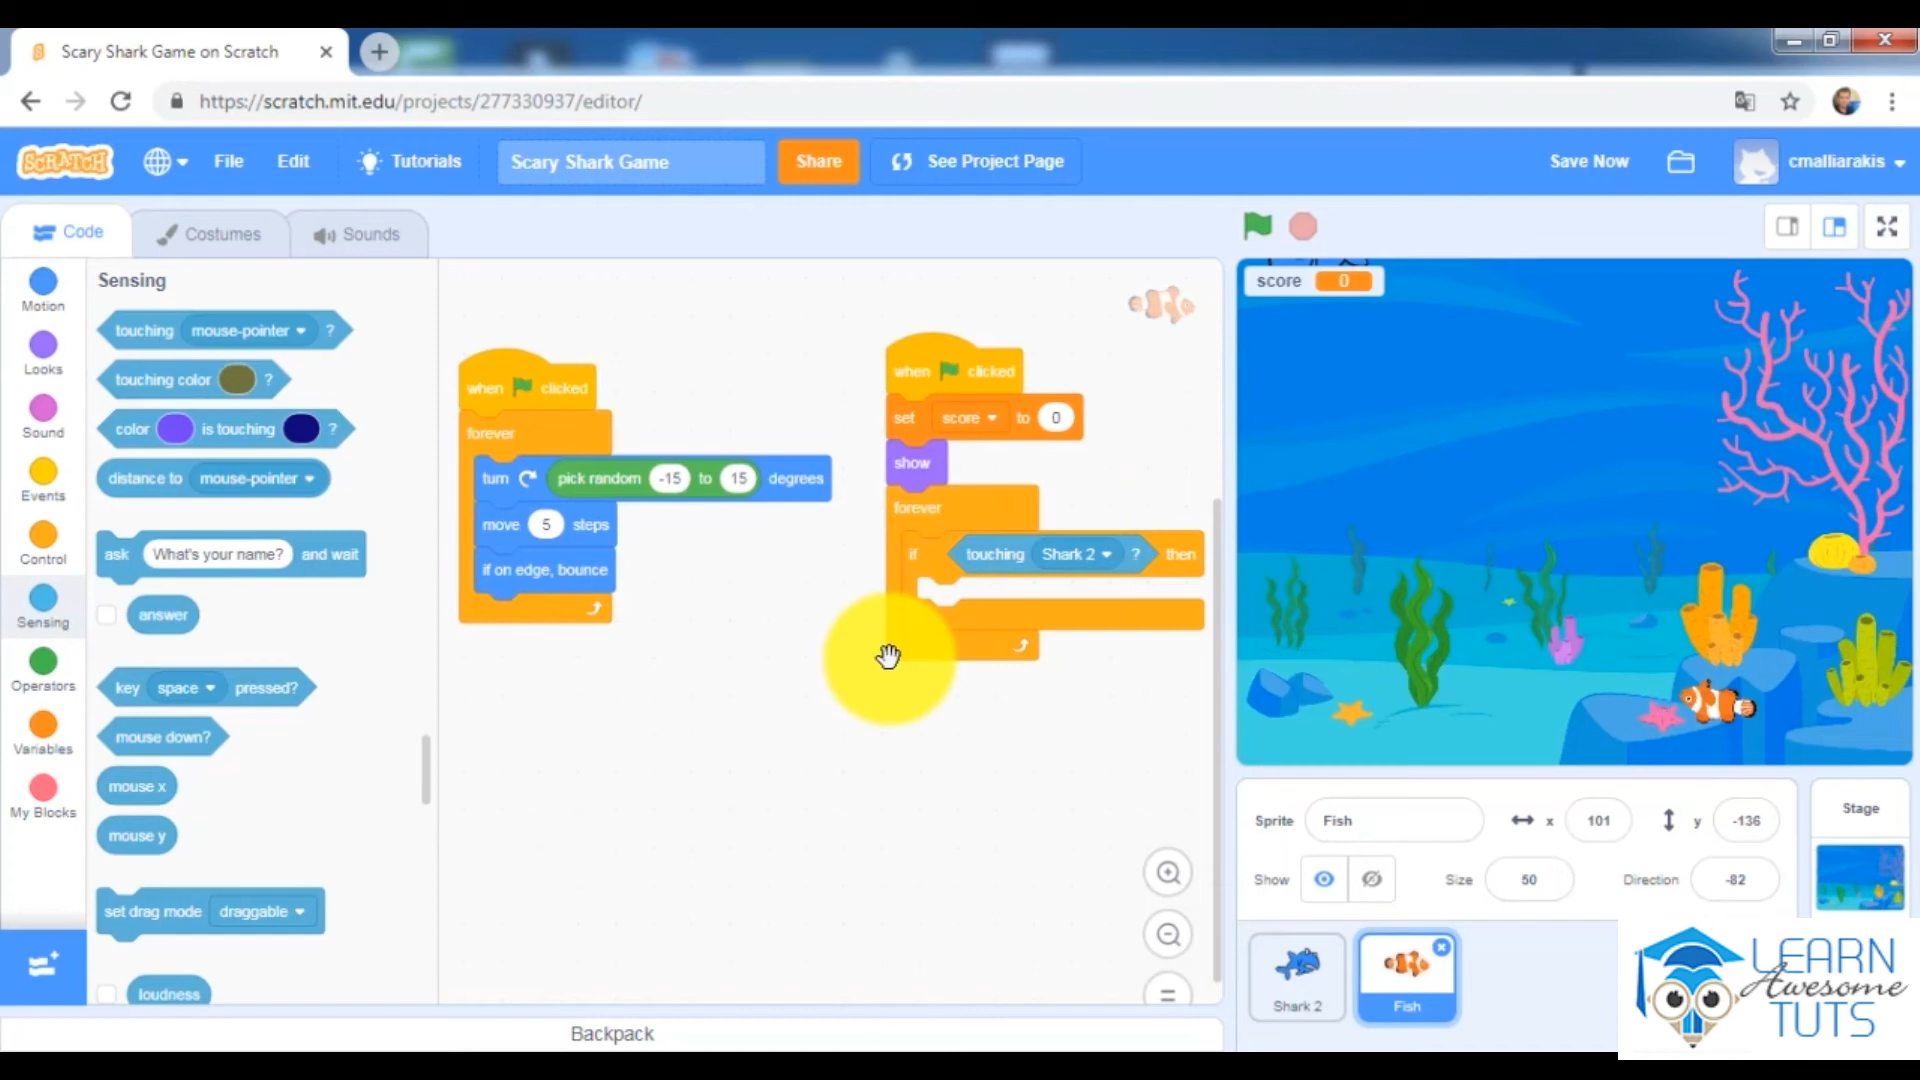 Scary Shark Game on Scratch
https://scratch.mit.edu/projects/277330937/editor/
SCRATCH
File
Edit
Tutorials
Scary Shark Game
Share
See Project Page
Save Now
cmalliarakis
Code
Costumes
Sounds
Motion
Looks
Sound
Events
Control
Sensing
Operators
Variables
My Blocks
Sensing
touching mouse-pointer ?
touching color ?
color is touching ?
distance to mouse-pointer
ask What's your name? and wait
answer
key space pressed?
mouse down?
mouse x
mouse y
set drag mode draggable
loudness
when clicked
forever
turn pick random -15 to 15 degrees
move 5 steps
if on edge, bounce
when clicked
set score to 0
show
forever
if touching Shark 2 ? then
Backpack
score 0
Sprite Fish x 101 y -136
Show Size 50 Direction -82
Stage
Shark 2
Fish
LEARN
Awesome
TUTS